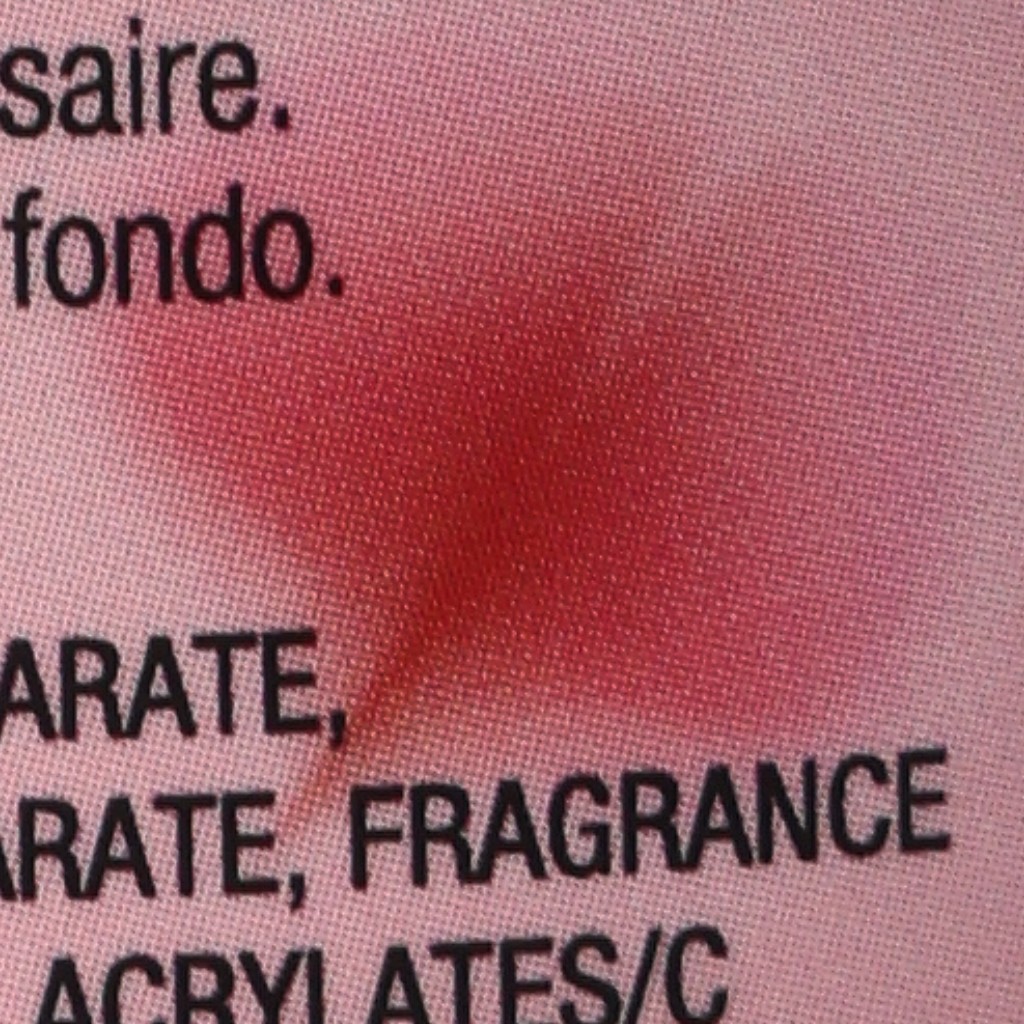 saire.
fondo.
ARATE,
ARATE, FRAGRANCE
ACRYLATES/C